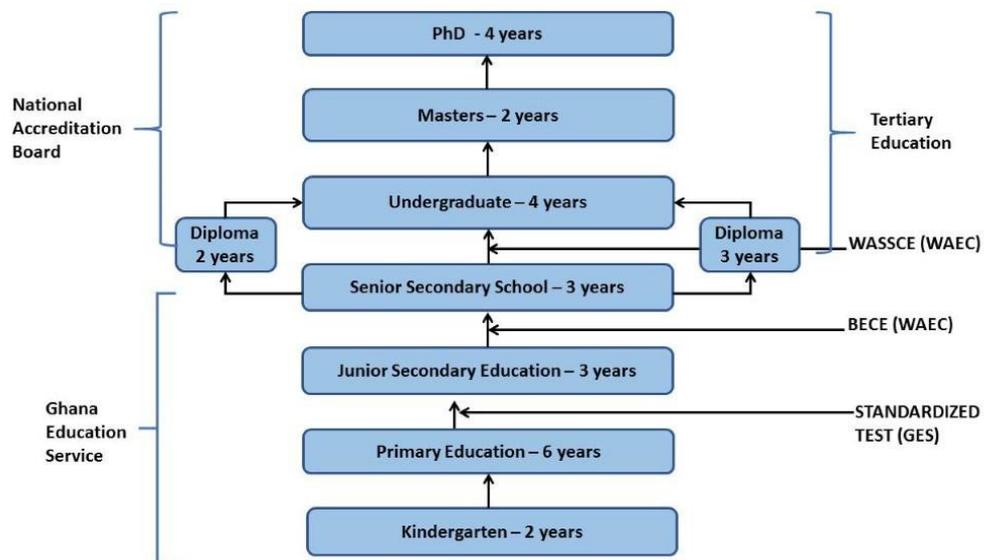 PhD  - 4 years
National
Accreditation
Board
Masters – 2 years
Tertiary
Education
Undergraduate – 4 years
Diploma
2 years
Diploma
3 years
WASSCE (WAEC)
Senior Secondary School – 3 years
BECE (WAEC)
Junior Secondary Education – 3 years
Ghana
Education
Service
STANDARDIZED
TEST (GES)
Primary Education – 6 years
Kindergarten – 2 years